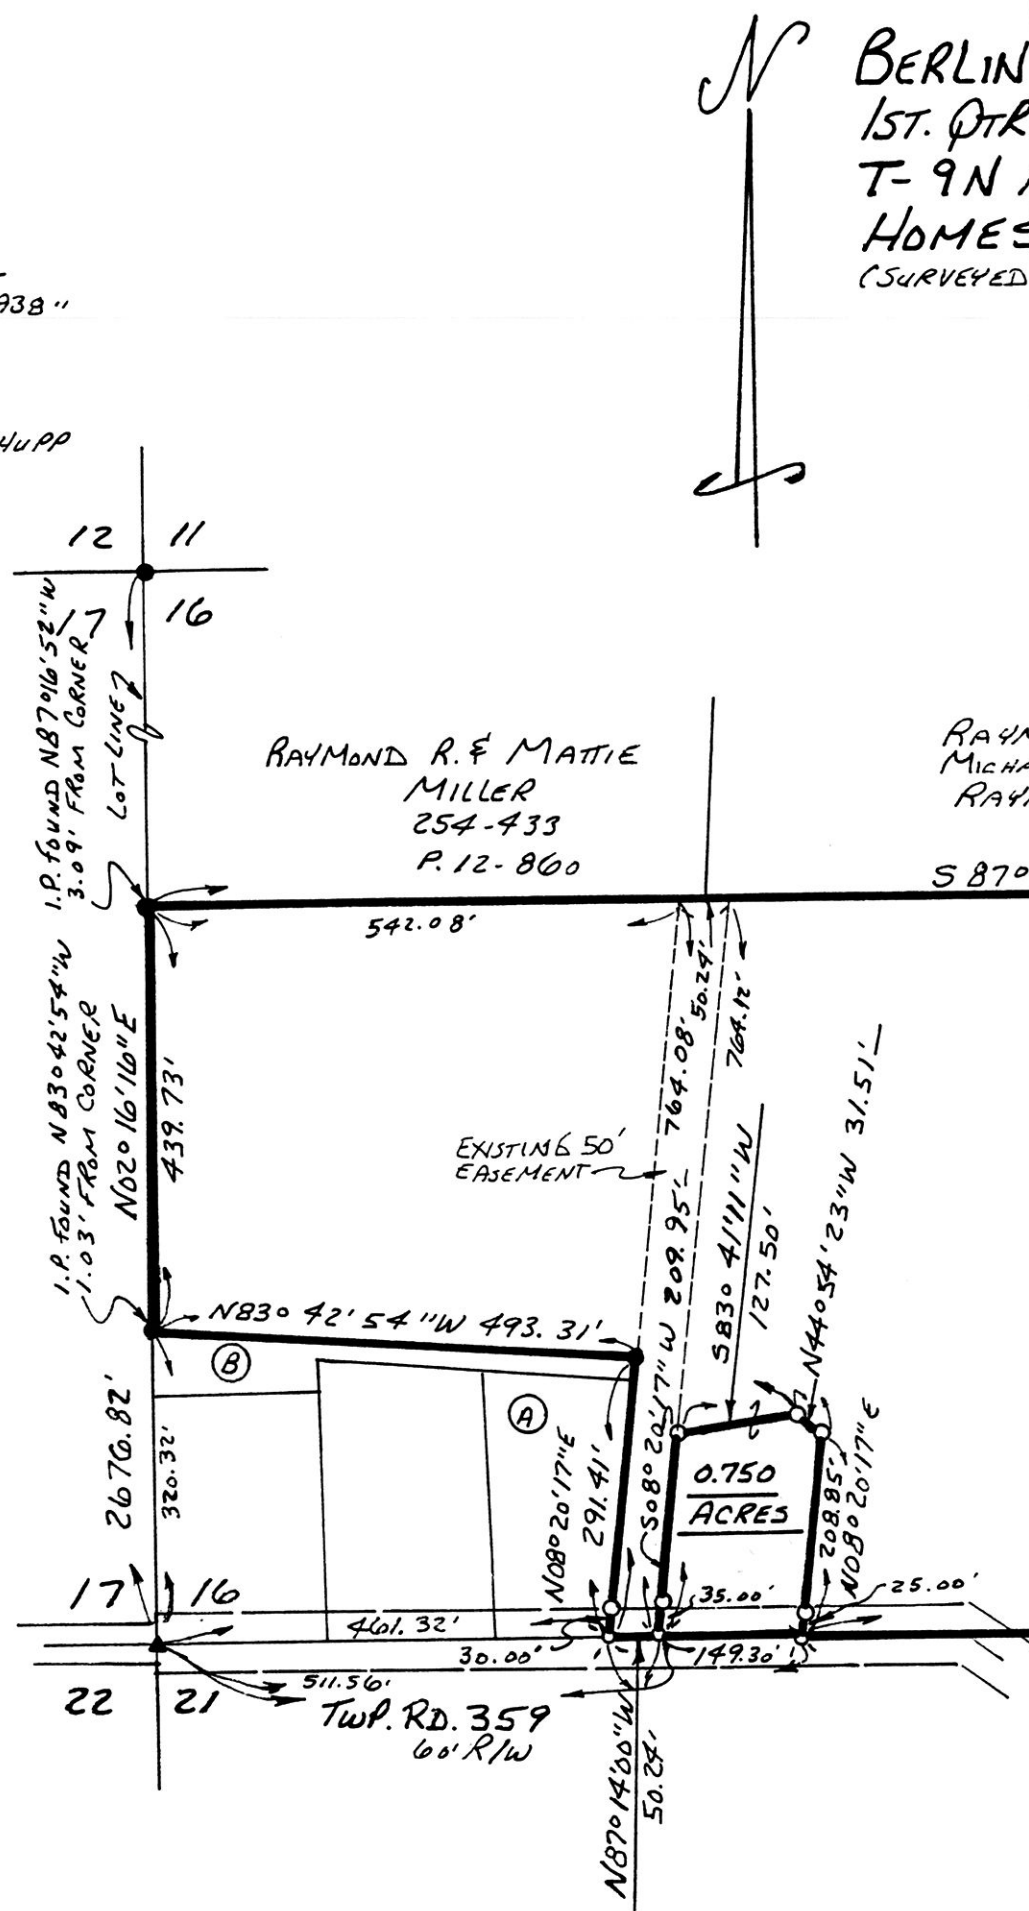 N
BERLIN
1ST. QTR
T-9N
HOMES
(SURVEYED
938"
HUPP
12
11
17
16
LOT LINE
I.P. FOUND N87°16'52"W
3.09' FROM CORNER
RAYMOND R. & MATTIE
MILLER
254-433
P. 12-860
RAYM
MICHA
RAYM
S 87°
542.08'
I.P. FOUND N83°42'54"W
1.03' FROM CORNER
N02°16'16"E
439.73'
764.08'
50.24'
764.12'
EXISTING 50'
EASEMENT
S08°20'17"W 209.95'
S83°41'11"W
127.50'
N44°54'23"W 31.51'
N83° 42' 54"W 493.31'
B
A
0.750
ACRES
N08°20'17"E
291.41'
208.85'
N08°20'17"E
2676.82'
320.32'
17
16
461.32'
30.00'
35.00'
25.00'
149.30'
22
21
511.56'
TWP. RD. 359
60' R/W
N87°14'00"W
50.24'